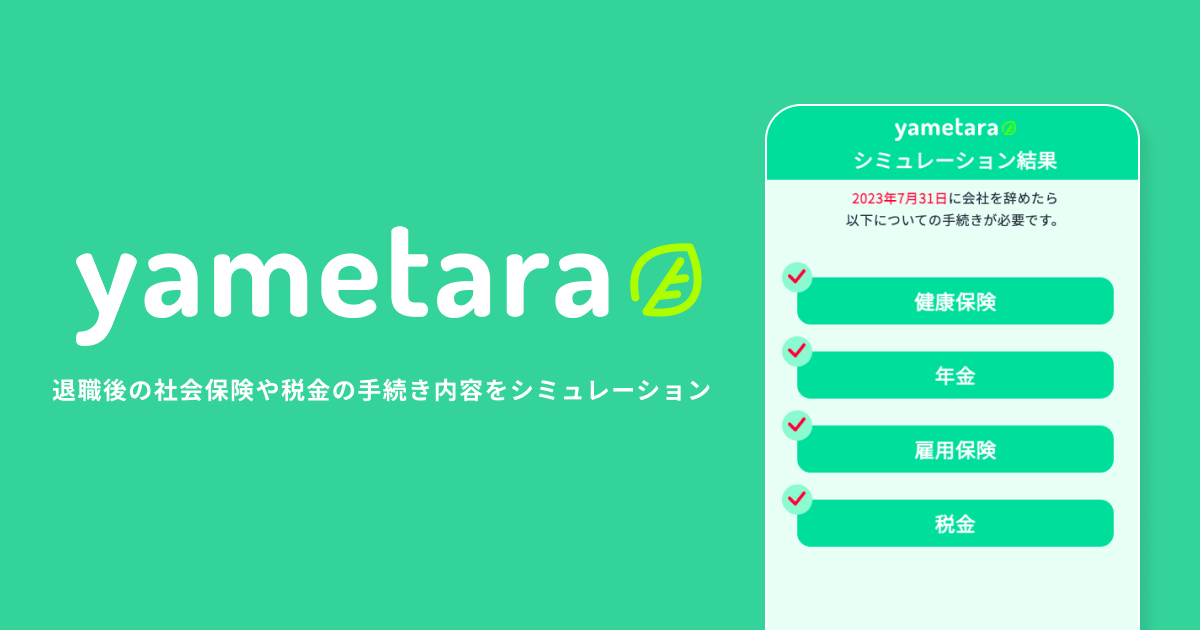 yametara
退職後の社会保険や税金の手続き内容をシミュレーション
yametara
シミュレーション結果
2023年7月31日に会社を辞めたら
以下についての手続きが必要です。
健康保険
年金
雇用保険
税金